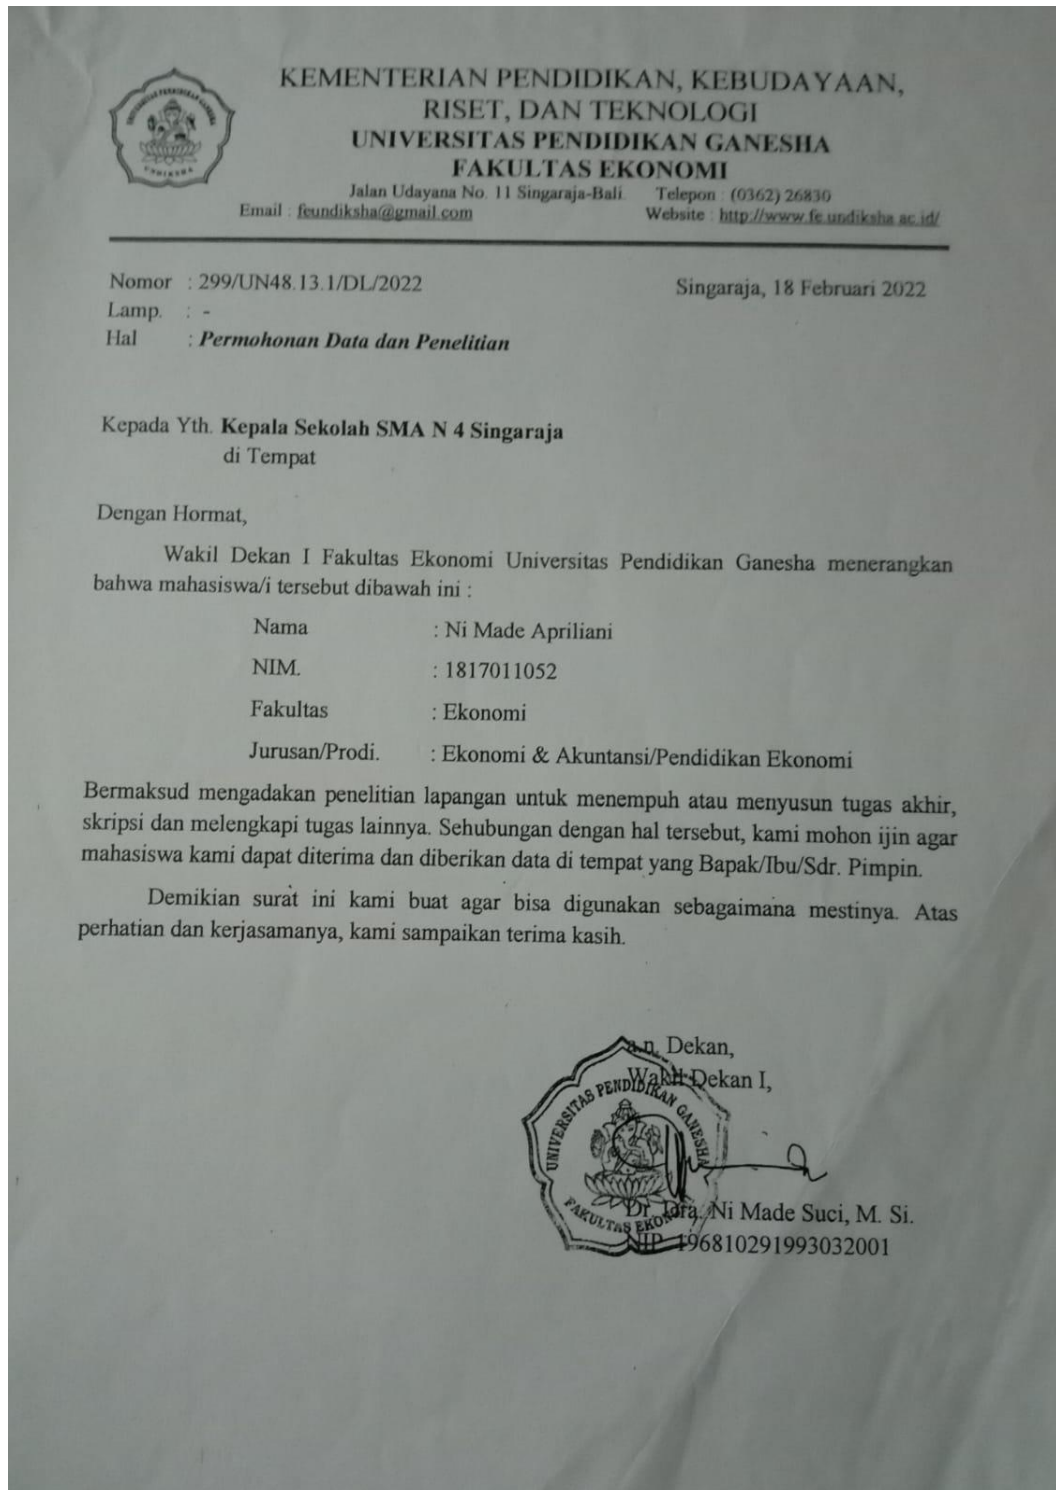 KEMENTERIAN PENDIDIKAN, KEBUDAYAAN,
RISET, DAN TEKNOLOGI
UNIVERSITAS PENDIDIKAN GANESHA
FAKULTAS EKONOMI
Jalan Udayana No. 11 Singaraja-Bali. Telepon : (0362) 26830
Email : feundiksha@gmail.com Website : http://www.fe.undiksha.ac.id/
UNIVERSITAS PENDIDIKAN GANESHA
UNDIKSHA
Nomor : 299/UN48.13.1/DL/2022 Singaraja, 18 Februari 2022
Lamp. : -
Hal : Permohonan Data dan Penelitian
Kepada Yth. Kepala Sekolah SMA N 4 Singaraja
di Tempat
Dengan Hormat,
Wakil Dekan I Fakultas Ekonomi Universitas Pendidikan Ganesha menerangkan
bahwa mahasiswa/i tersebut dibawah ini :
Nama : Ni Made Apriliani
NIM. : 1817011052
Fakultas : Ekonomi
Jurusan/Prodi. : Ekonomi & Akuntansi/Pendidikan Ekonomi
Bermaksud mengadakan penelitian lapangan untuk menempuh atau menyusun tugas akhir,
skripsi dan melengkapi tugas lainnya. Sehubungan dengan hal tersebut, kami mohon ijin agar
mahasiswa kami dapat diterima dan diberikan data di tempat yang Bapak/Ibu/Sdr. Pimpin.
Demikian surat ini kami buat agar bisa digunakan sebagaimana mestinya. Atas
perhatian dan kerjasamanya, kami sampaikan terima kasih.
a.n. Dekan,
Wakil Dekan I,
UNIVERSITAS PENDIDIKAN GANESHA
FAKULTAS EKONOMI
Dr. Dra. Ni Made Suci, M. Si.
NIP. 196810291993032001